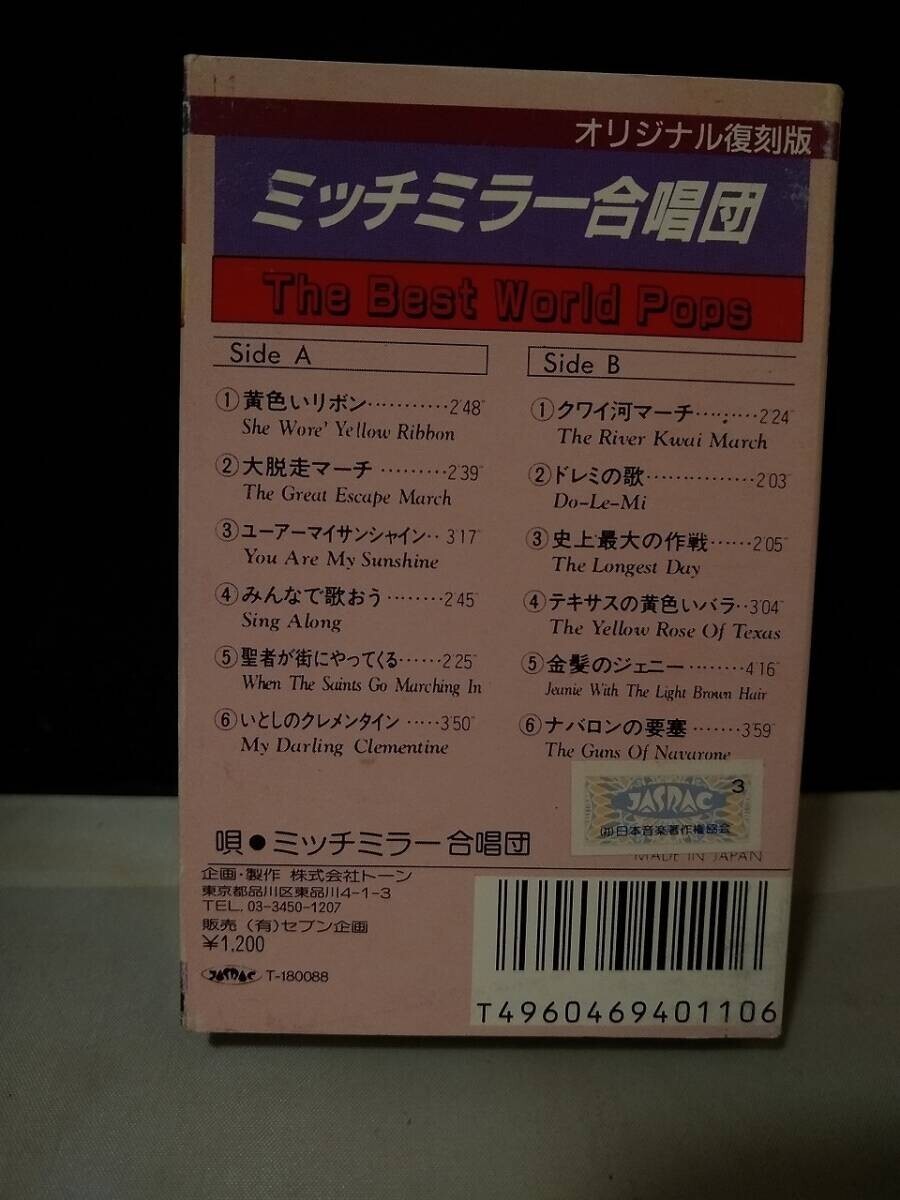 オリジナル復刻版
ミッチミラー合唱団
The Best World Pops
Side A
①黄色いリボン‥‥‥‥‥‥2'48"
She Wore' Yellow Ribbon
②大脱走マーチ‥‥‥‥‥2'39"
The Great Escape March
③ユーアーマイサンシャイン‥3'17"
You Are My Sunshine
④みんなで歌おう‥‥‥‥2'45"
Sing Along
⑤聖者が街にやってくる‥‥‥2'25"
When The Saints Go Marching In
⑥いとしのクレメンタイン‥‥‥3'50"
My Darling Clementine
Side B
①クワイ河マーチ‥‥‥‥2'24"
The River Kwai March
②ドレミの歌‥‥‥‥‥‥‥‥2'03"
Do-Le-Mi
③史上最大の作戦‥‥‥2'05"
The Longest Day
④テキサスの黄色いバラ‥3'04"
The Yellow Rose Of Texas
⑤金髪のジェニー‥‥‥‥4'16"
Jeanie With The Light Brown Hair
⑥ナバロンの要塞‥‥‥‥3'59"
The Guns Of Navarone
3
JASRAC
(社)日本音楽著作権協会
MADE IN JAPAN
唄●ミッチミラー合唱団
企画・製作 株式会社トーン
東京都品川区東品川4-1-3
TEL. 03-3450-1207
販売 (有)セブン企画
¥1,200
JASRAC T-180088
T4960469401106